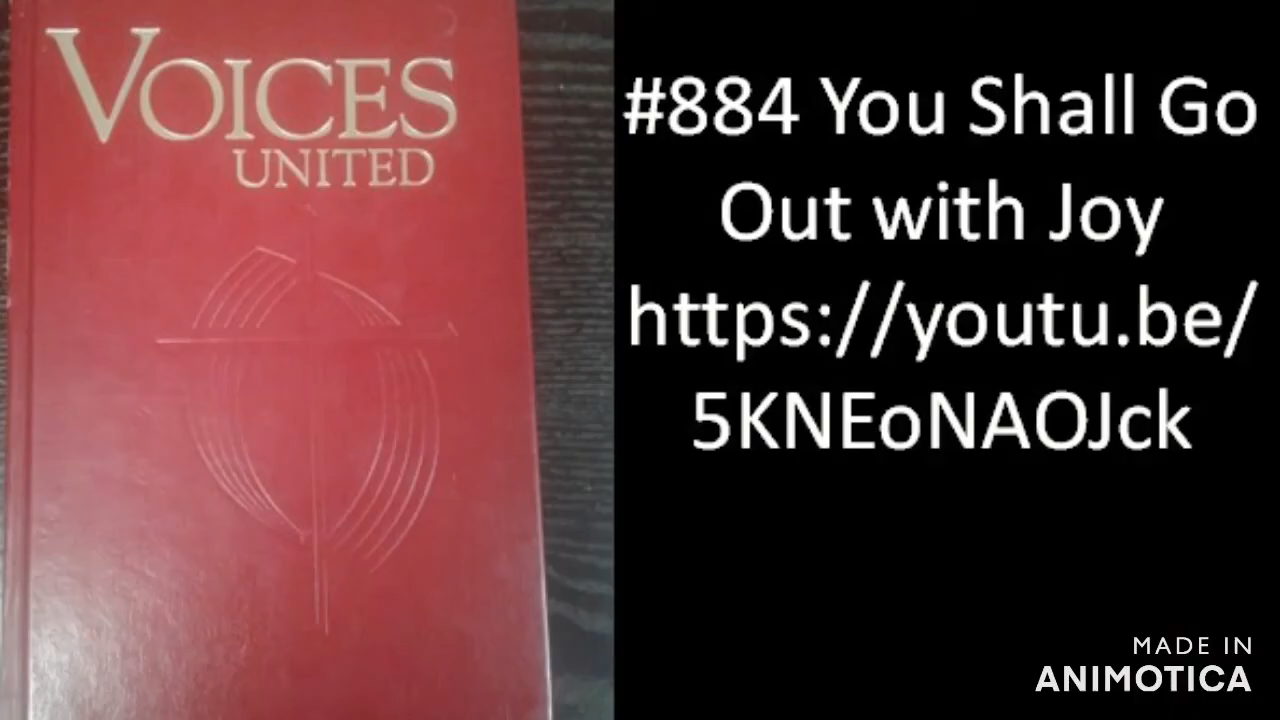 VOICES
UNITED
#884 You Shall Go
Out with Joy
https://youtu.be/
5KNEoNAOJck
MADE IN
ANIMOTICA